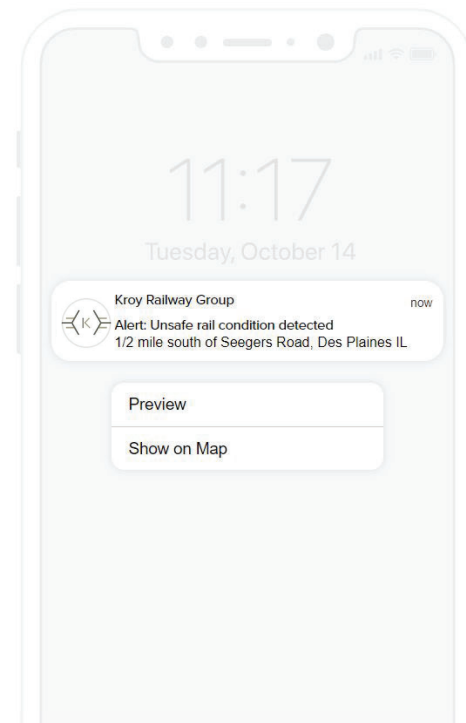 11:17
Tuesday, October 14
Kroy Railway Group
now
K
Alert: Unsafe rail condition detected
1/2 mile south of Seegers Road, Des Plaines IL
Preview
Show on Map